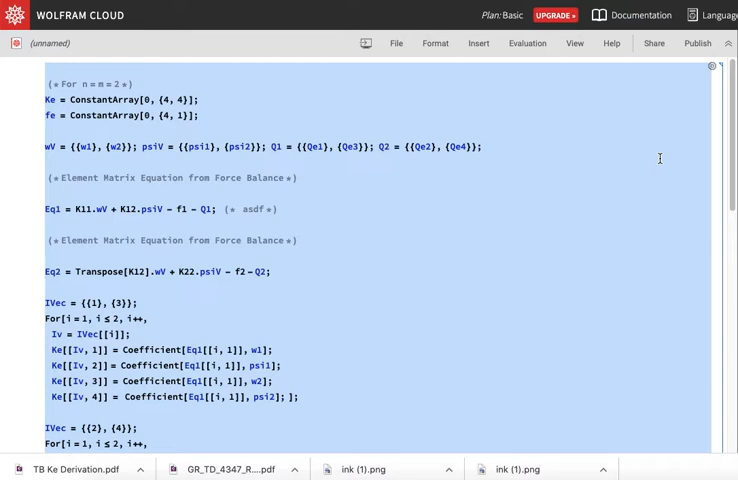 WOLFRAM CLOUD
Plan: Basic
UPGRADE »
Documentation
Language
(unnamed)
File
Format
Insert
Evaluation
View
Help
Share
Publish
(*For n=m=2*)
Ke = ConstantArray[0, {4, 4}];
fe = ConstantArray[0, {4, 1}];
wV = {{w1}, {w2}}; psiV = {{psi1}, {psi2}}; Q1 = {{Qe1}, {Qe3}}; Q2 = {{Qe2}, {Qe4}};
(*Element Matrix Equation from Force Balance*)
Eq1 = K11.wV + K12.psiV - f1 - Q1; (* asdf*)
(*Element Matrix Equation from Force Balance*)
Eq2 = Transpose[K12].wV + K22.psiV - f2-Q2;
IVec = {{1}, {3}};
For[i = 1, i ≤ 2, i++,
Iv = IVec[[i]];
Ke[[Iv, 1]] = Coefficient[Eq1[[i, 1]], w1];
Ke[[Iv, 2]] = Coefficient[Eq1[[i, 1]], psi1];
Ke[[Iv, 3]] = Coefficient[Eq1[[i, 1]], w2];
Ke[[Iv, 4]] = Coefficient[Eq1[[i, 1]], psi2]; ];
IVec = {{2}, {4}};
For[i = 1, i ≤ 2, i++,
TB Ke Derivation.pdf
GR_TD_4347_R....pdf
ink (1).png
ink (1).png